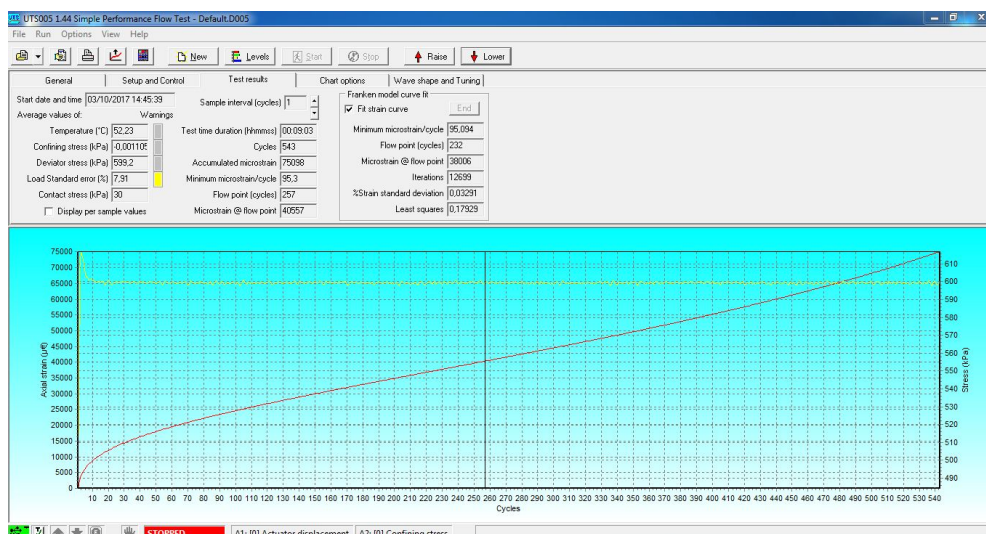 UTS005 1.44 Simple Performance Flow Test - Default.D005
File Run Options View Help
New Levels Start Stop Raise Lower
General Setup and Control Test results Chart options Wave shape and Tuning
Start date and time 03/10/2017 14:45:39
Average values of: Warnings
Temperature (°C) 52,23
Confining stress (kPa) -0,001105
Deviator stress (kPa) 599,2
Load Standard error (%) 7,91
Contact stress (kPa) 30
Display per sample values
Sample interval (cycles) 1
Test time duration (hhmmss) 00:09:03
Cycles 543
Accumulated microstrain 75098
Minimum microstrain/cycle 95,3
Flow point (cycles) 257
Microstrain @ flow point 40557
Franken model curve fit
Fit strain curve End
Minimum microstrain/cycle 95,094
Flow point (cycles) 232
Microstrain @ flow point 38006
Iterations 12699
%Strain standard deviation 0,03291
Least squares 0,17929
75000
70000
65000
60000
55000
50000
45000
40000
35000
30000
25000
20000
15000
10000
5000
0
Axial strain (µε)
610
600
590
580
570
560
550
540
530
520
510
500
490
Stress (kPa)
10 20 30 40 50 60 70 80 90 100 110 120 130 140 150 160 170 180 190 200 210 220 230 240 250 260 270 280 290 300 310 320 330 340 350 360 370 380 390 400 410 420 430 440 450 460 470 480 490 500 510 520 530 540
Cycles
STOPPED A1: [0] Actuator displacement A2: [0] Confining stress